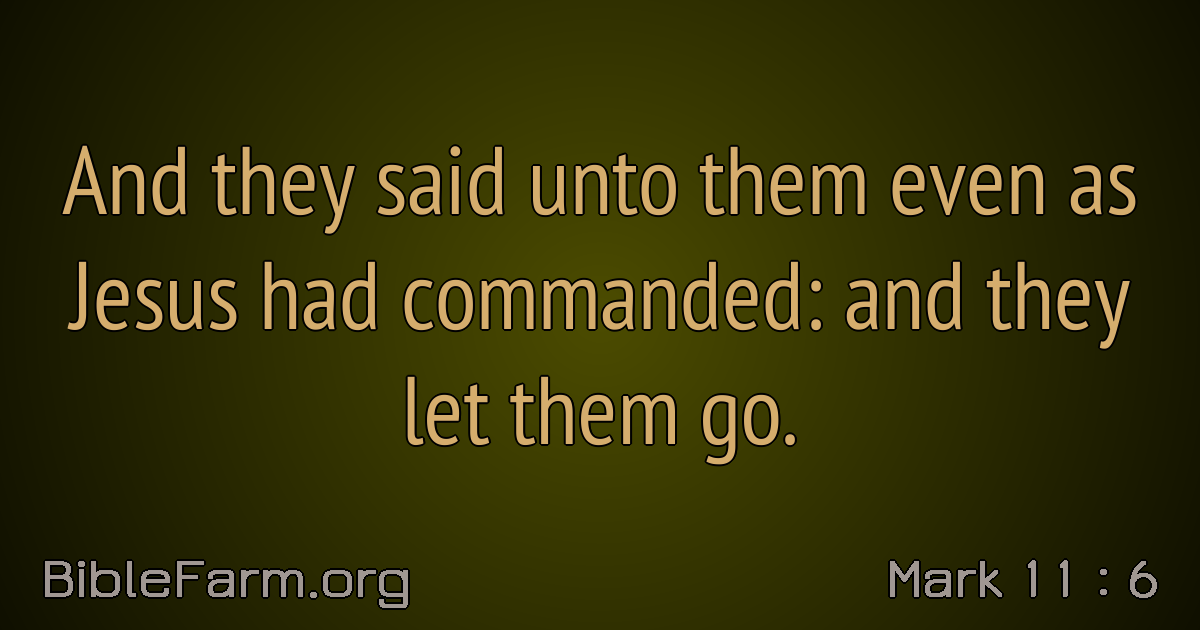 And they said unto them even as
Jesus had commanded: and they
let them go.
BibleFarm.org
Mark 11 : 6